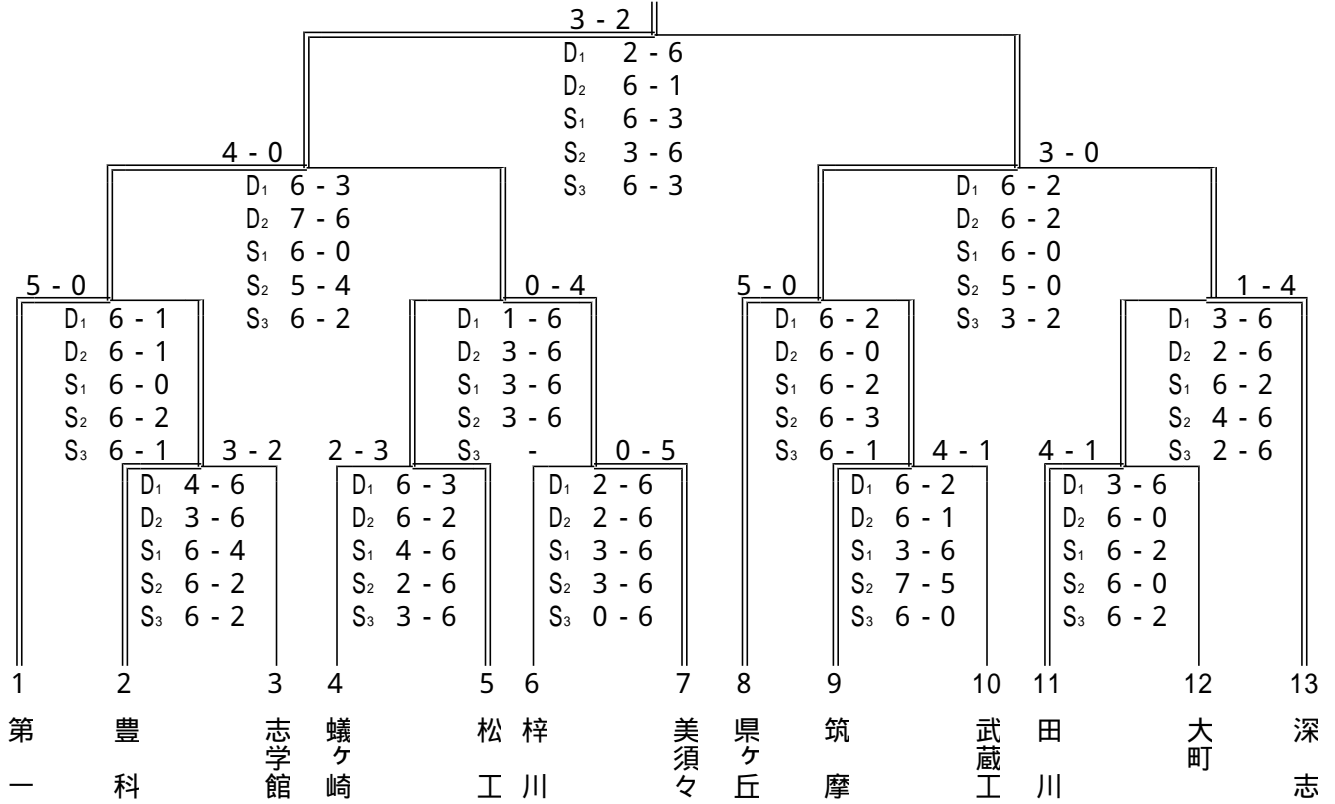 3 - 2
D1 2 - 6
D2 6 - 1
S1 6 - 3
S2 3 - 6
S3 6 - 3
4 - 0
D1 6 - 3
D2 7 - 6
S1 6 - 0
S2 5 - 4
S3 6 - 2
3 - 0
D1 6 - 2
D2 6 - 2
S1 6 - 0
S2 5 - 0
S3 3 - 2
5 - 0
D1 6 - 1
D2 6 - 1
S1 6 - 0
S2 6 - 2
S3 6 - 1
0 - 4
D1 1 - 6
D2 3 - 6
S1 3 - 6
S2 3 - 6
S3 -
5 - 0
D1 6 - 2
D2 6 - 0
S1 6 - 2
S2 6 - 3
S3 6 - 1
1 - 4
D1 3 - 6
D2 2 - 6
S1 6 - 2
S2 4 - 6
S3 2 - 6
3 - 2
D1 4 - 6
D2 3 - 6
S1 6 - 4
S2 6 - 2
S3 6 - 2
2 - 3
D1 6 - 3
D2 6 - 2
S1 4 - 6
S2 2 - 6
S3 3 - 6
0 - 5
D1 2 - 6
D2 2 - 6
S1 3 - 6
S2 3 - 6
S3 0 - 6
4 - 1
D1 6 - 2
D2 6 - 1
S1 3 - 6
S2 7 - 5
S3 6 - 0
4 - 1
D1 3 - 6
D2 6 - 0
S1 6 - 2
S2 6 - 0
S3 6 - 2
1 2 3 4 5 6 7 8 9 10 11 12 13
第一
豊科
志学館
蟻ヶ崎
松工
梓川
美須々
県ヶ丘
筑摩
武蔵工
田川
大町
深志